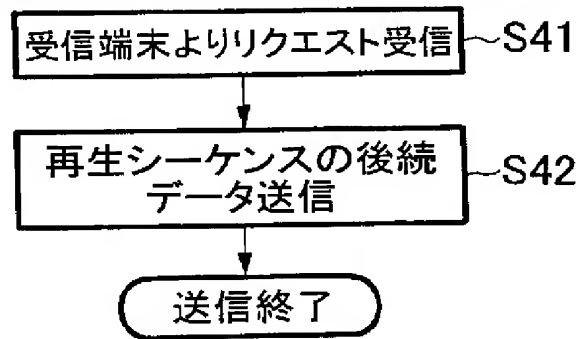 受信端末よりリクエスト受信
S41
再生シーケンスの後続
データ送信
S42
送信終了